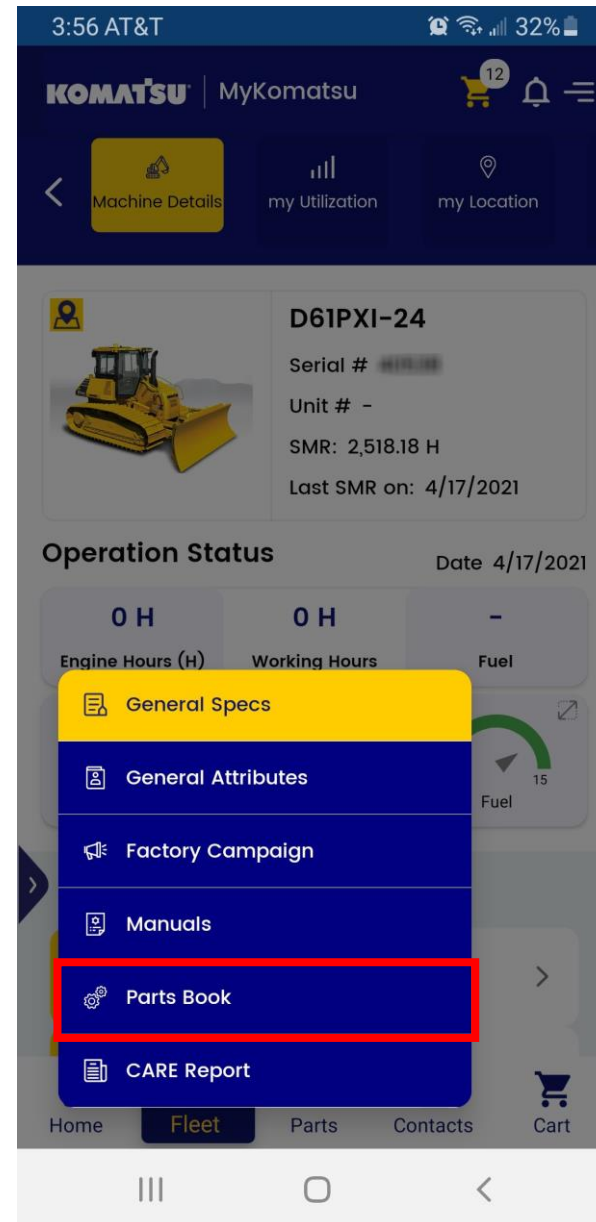 3:56 AT&T 32%
KOMATSU MyKomatsu 12
Machine Details my Utilization my Location
D61PXI-24
Serial #
Unit # -
SMR: 2,518.18 H
Last SMR on: 4/17/2021
Operation Status Date 4/17/2021
0 H 0 H -
Engine Hours (H) Working Hours Fuel
General Specs
15
Fuel
General Attributes
Factory Campaign
Manuals
Parts Book
CARE Report
Home Fleet Parts Contacts Cart